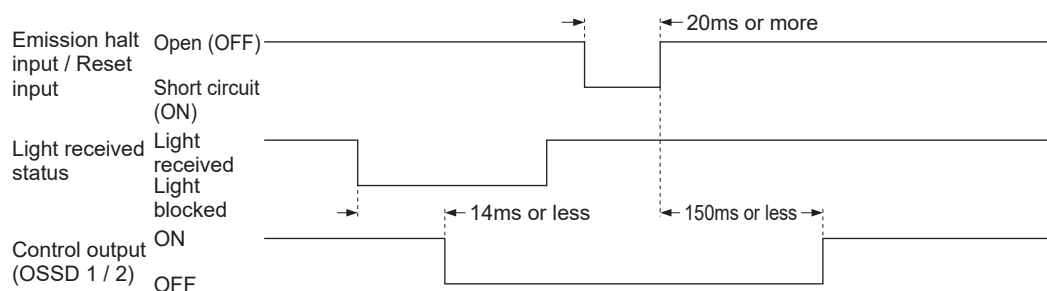 20ms or more
Emission halt
input / Reset
input
Open (OFF)
Short circuit
(ON)
Light received
status
Light
received
Light
blocked
14ms or less
150ms or less
Control output
(OSSD 1 / 2)
ON
OFF